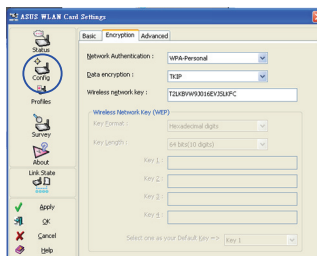 ASUS WLAN Card Settings
Status
Config
Profiles
Survey
About
Link State
Apply
OK
Cancel
Help
Basic Encryption Advanced
Network Authentication : WPA-Personal
Data encryption : TKIP
Wireless network key : T2LKBVW9J016EVJSLKFC
Wireless Network Key (WEP)
Key Format : Hexadecimal digits
Key Length : 64 bits(10 digits)
Key 1 :
Key 2 :
Key 3 :
Key 4 :
Select one as your Default Key => Key 1